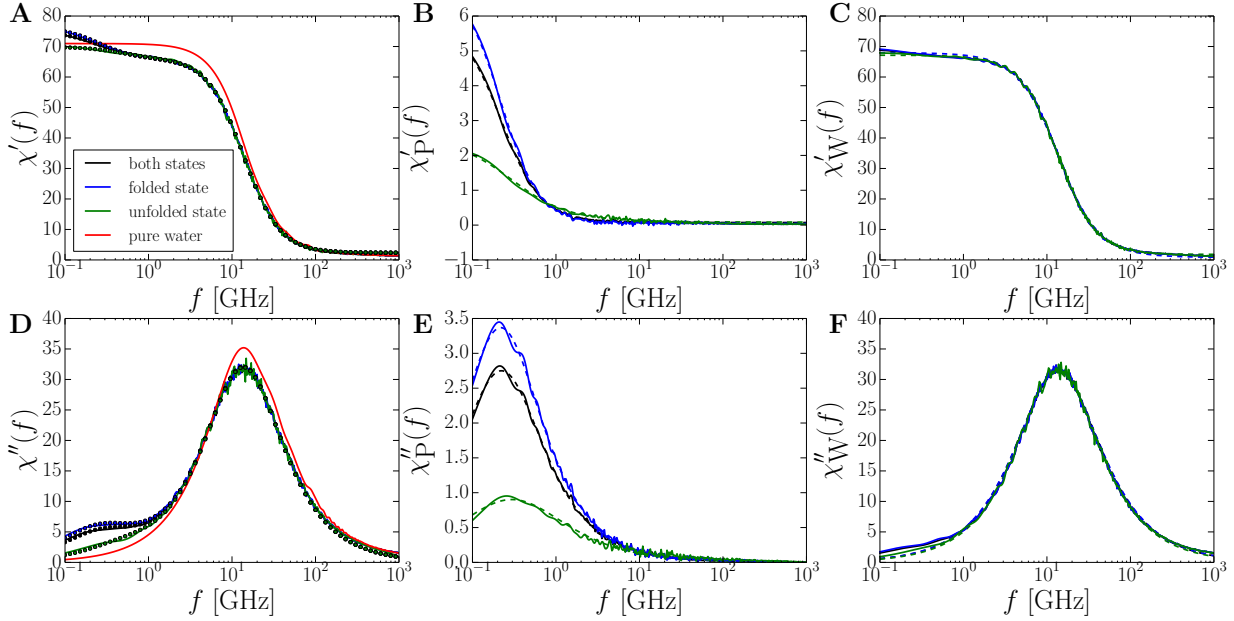 A
χ′(f)
80
70
60
50
40
30
20
10
0
both states
folded state
unfolded state
pure water
10⁻¹ 10⁰ 10¹ 10² 10³
f [GHz]
B
χ′P(f)
6
5
4
3
2
1
0
−1
10⁻¹ 10⁰ 10¹ 10² 10³
f [GHz]
C
χ′W(f)
80
70
60
50
40
30
20
10
0
10⁻¹ 10⁰ 10¹ 10² 10³
f [GHz]
D
χ″(f)
40
35
30
25
20
15
10
5
0
10⁻¹ 10⁰ 10¹ 10² 10³
f [GHz]
E
χ″P(f)
3.5
3.0
2.5
2.0
1.5
1.0
0.5
0.0
10⁻¹ 10⁰ 10¹ 10² 10³
f [GHz]
F
χ″W(f)
40
35
30
25
20
15
10
5
0
10⁻¹ 10⁰ 10¹ 10² 10³
f [GHz]